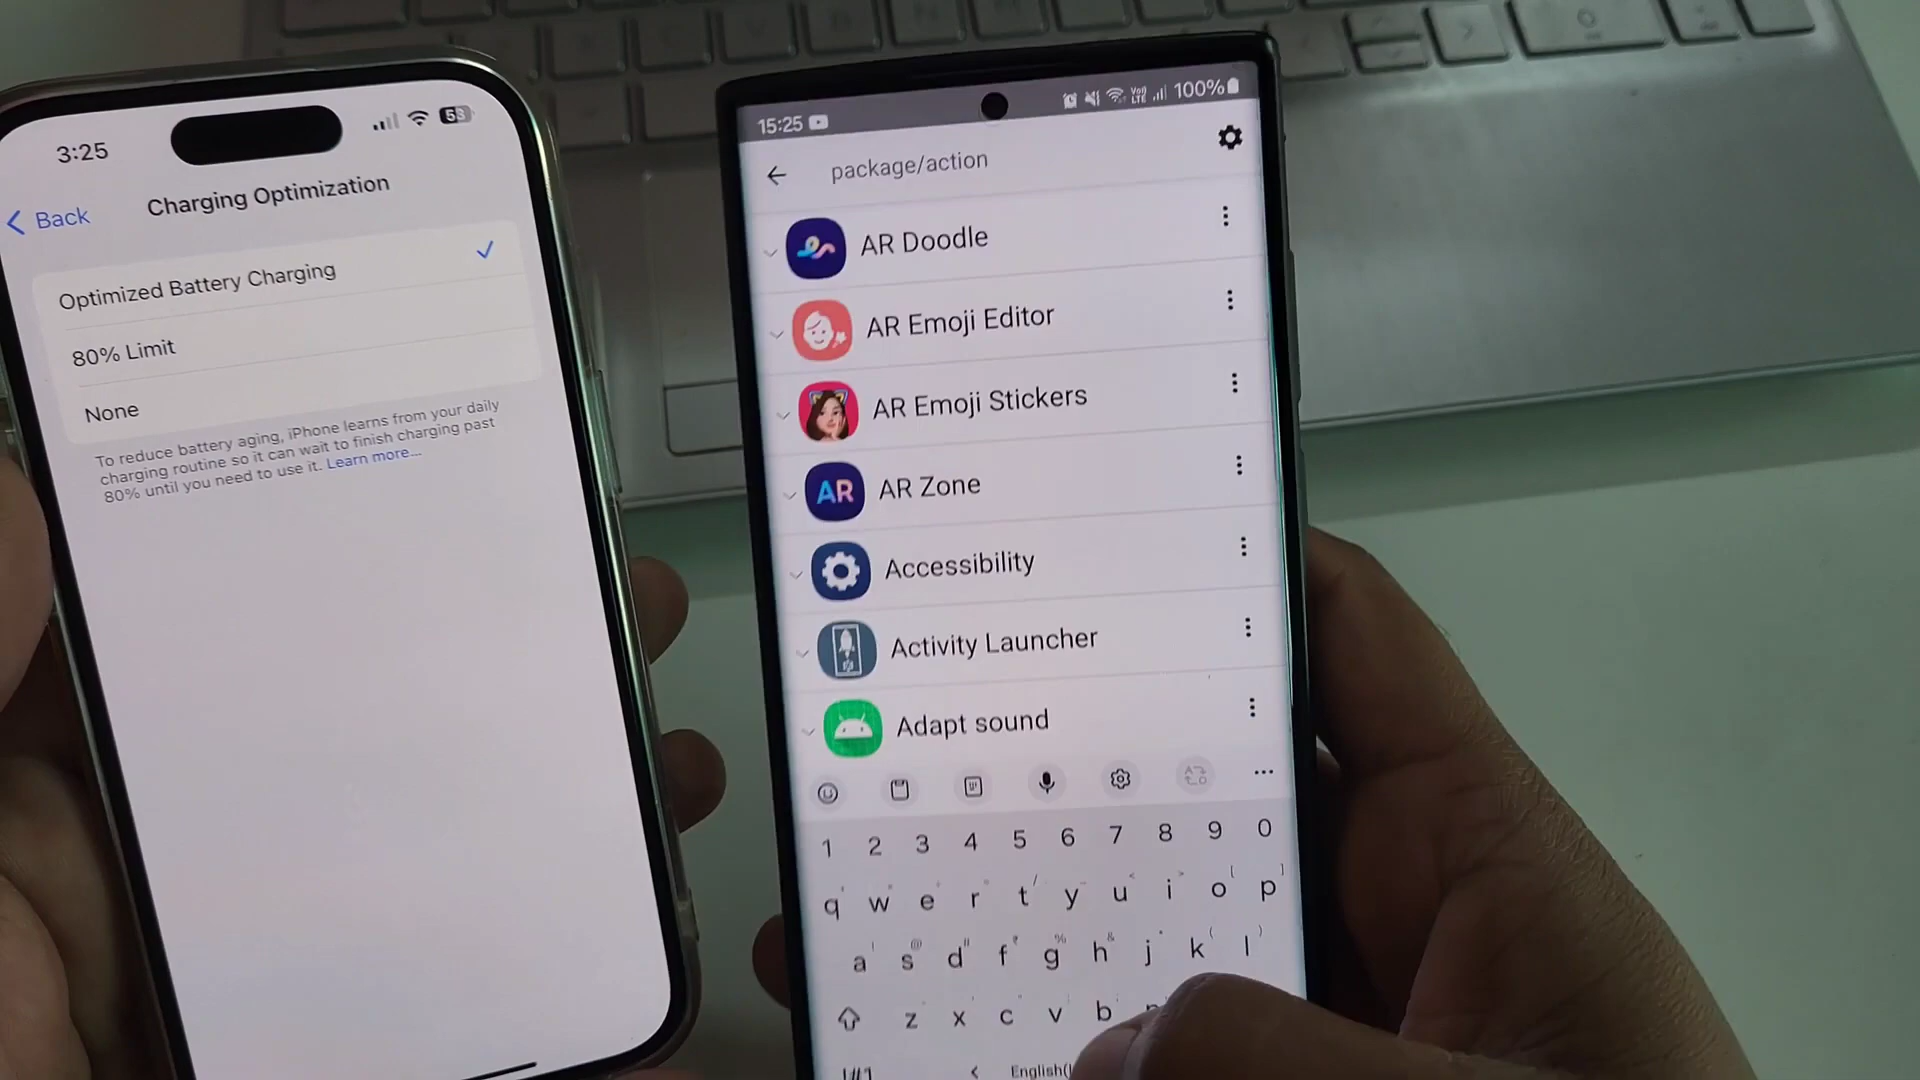 3:25
53
Back
Charging Optimization
Optimized Battery Charging
80% Limit
None
To reduce battery aging, iPhone learns from your daily
charging routine so it can wait to finish charging past
80% until you need to use it. Learn more...
15:25
100%
package/action
AR Doodle
AR Emoji Editor
AR Emoji Stickers
AR
AR Zone
Accessibility
Activity Launcher
Adapt sound
1 2 3 4 5 6 7 8 9 0
q w e r t y u i o p
a s d f g h j k l
z x c v b
English(